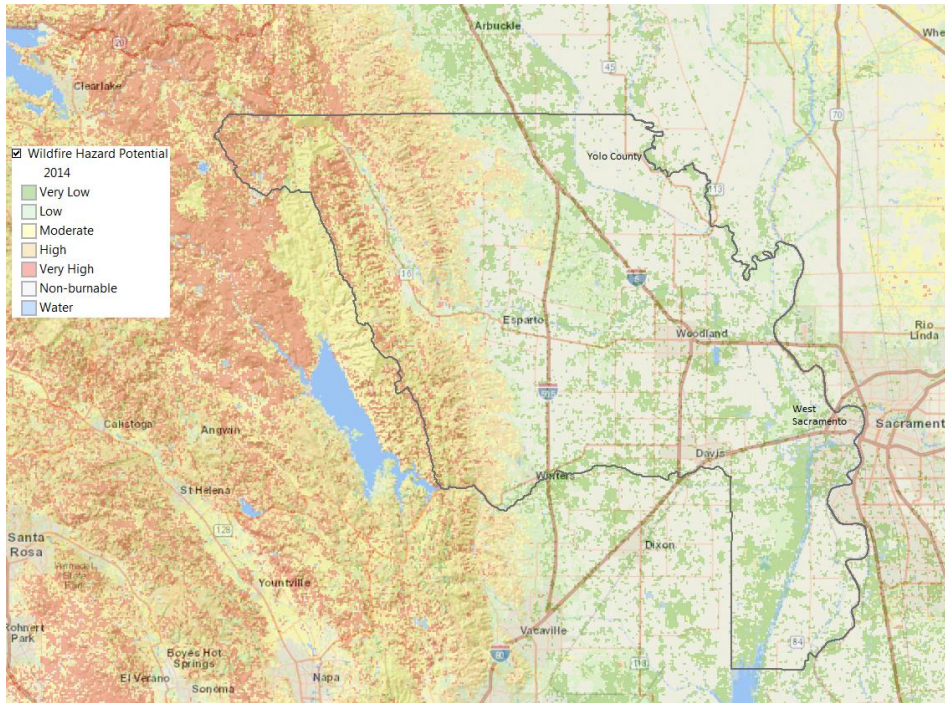 Arbuckle
Whe
20
Clearlake
45
70
Wildfire Hazard Potential
2014
Very Low
Low
Moderate
High
Very High
Non-burnable
Water
Yolo County
113
16
5
Esparto
Woodland
Rio
Linda
505
West
Sacramento
Sacrament
Calistoga
Angwin
Davis
Winters
St Helena
128
Santa
Rosa
Dixon
Yountville
Rohnert
Park
Vacaville
84
Boyes Hot
Springs
80
113
El Verano
Napa
Sonoma